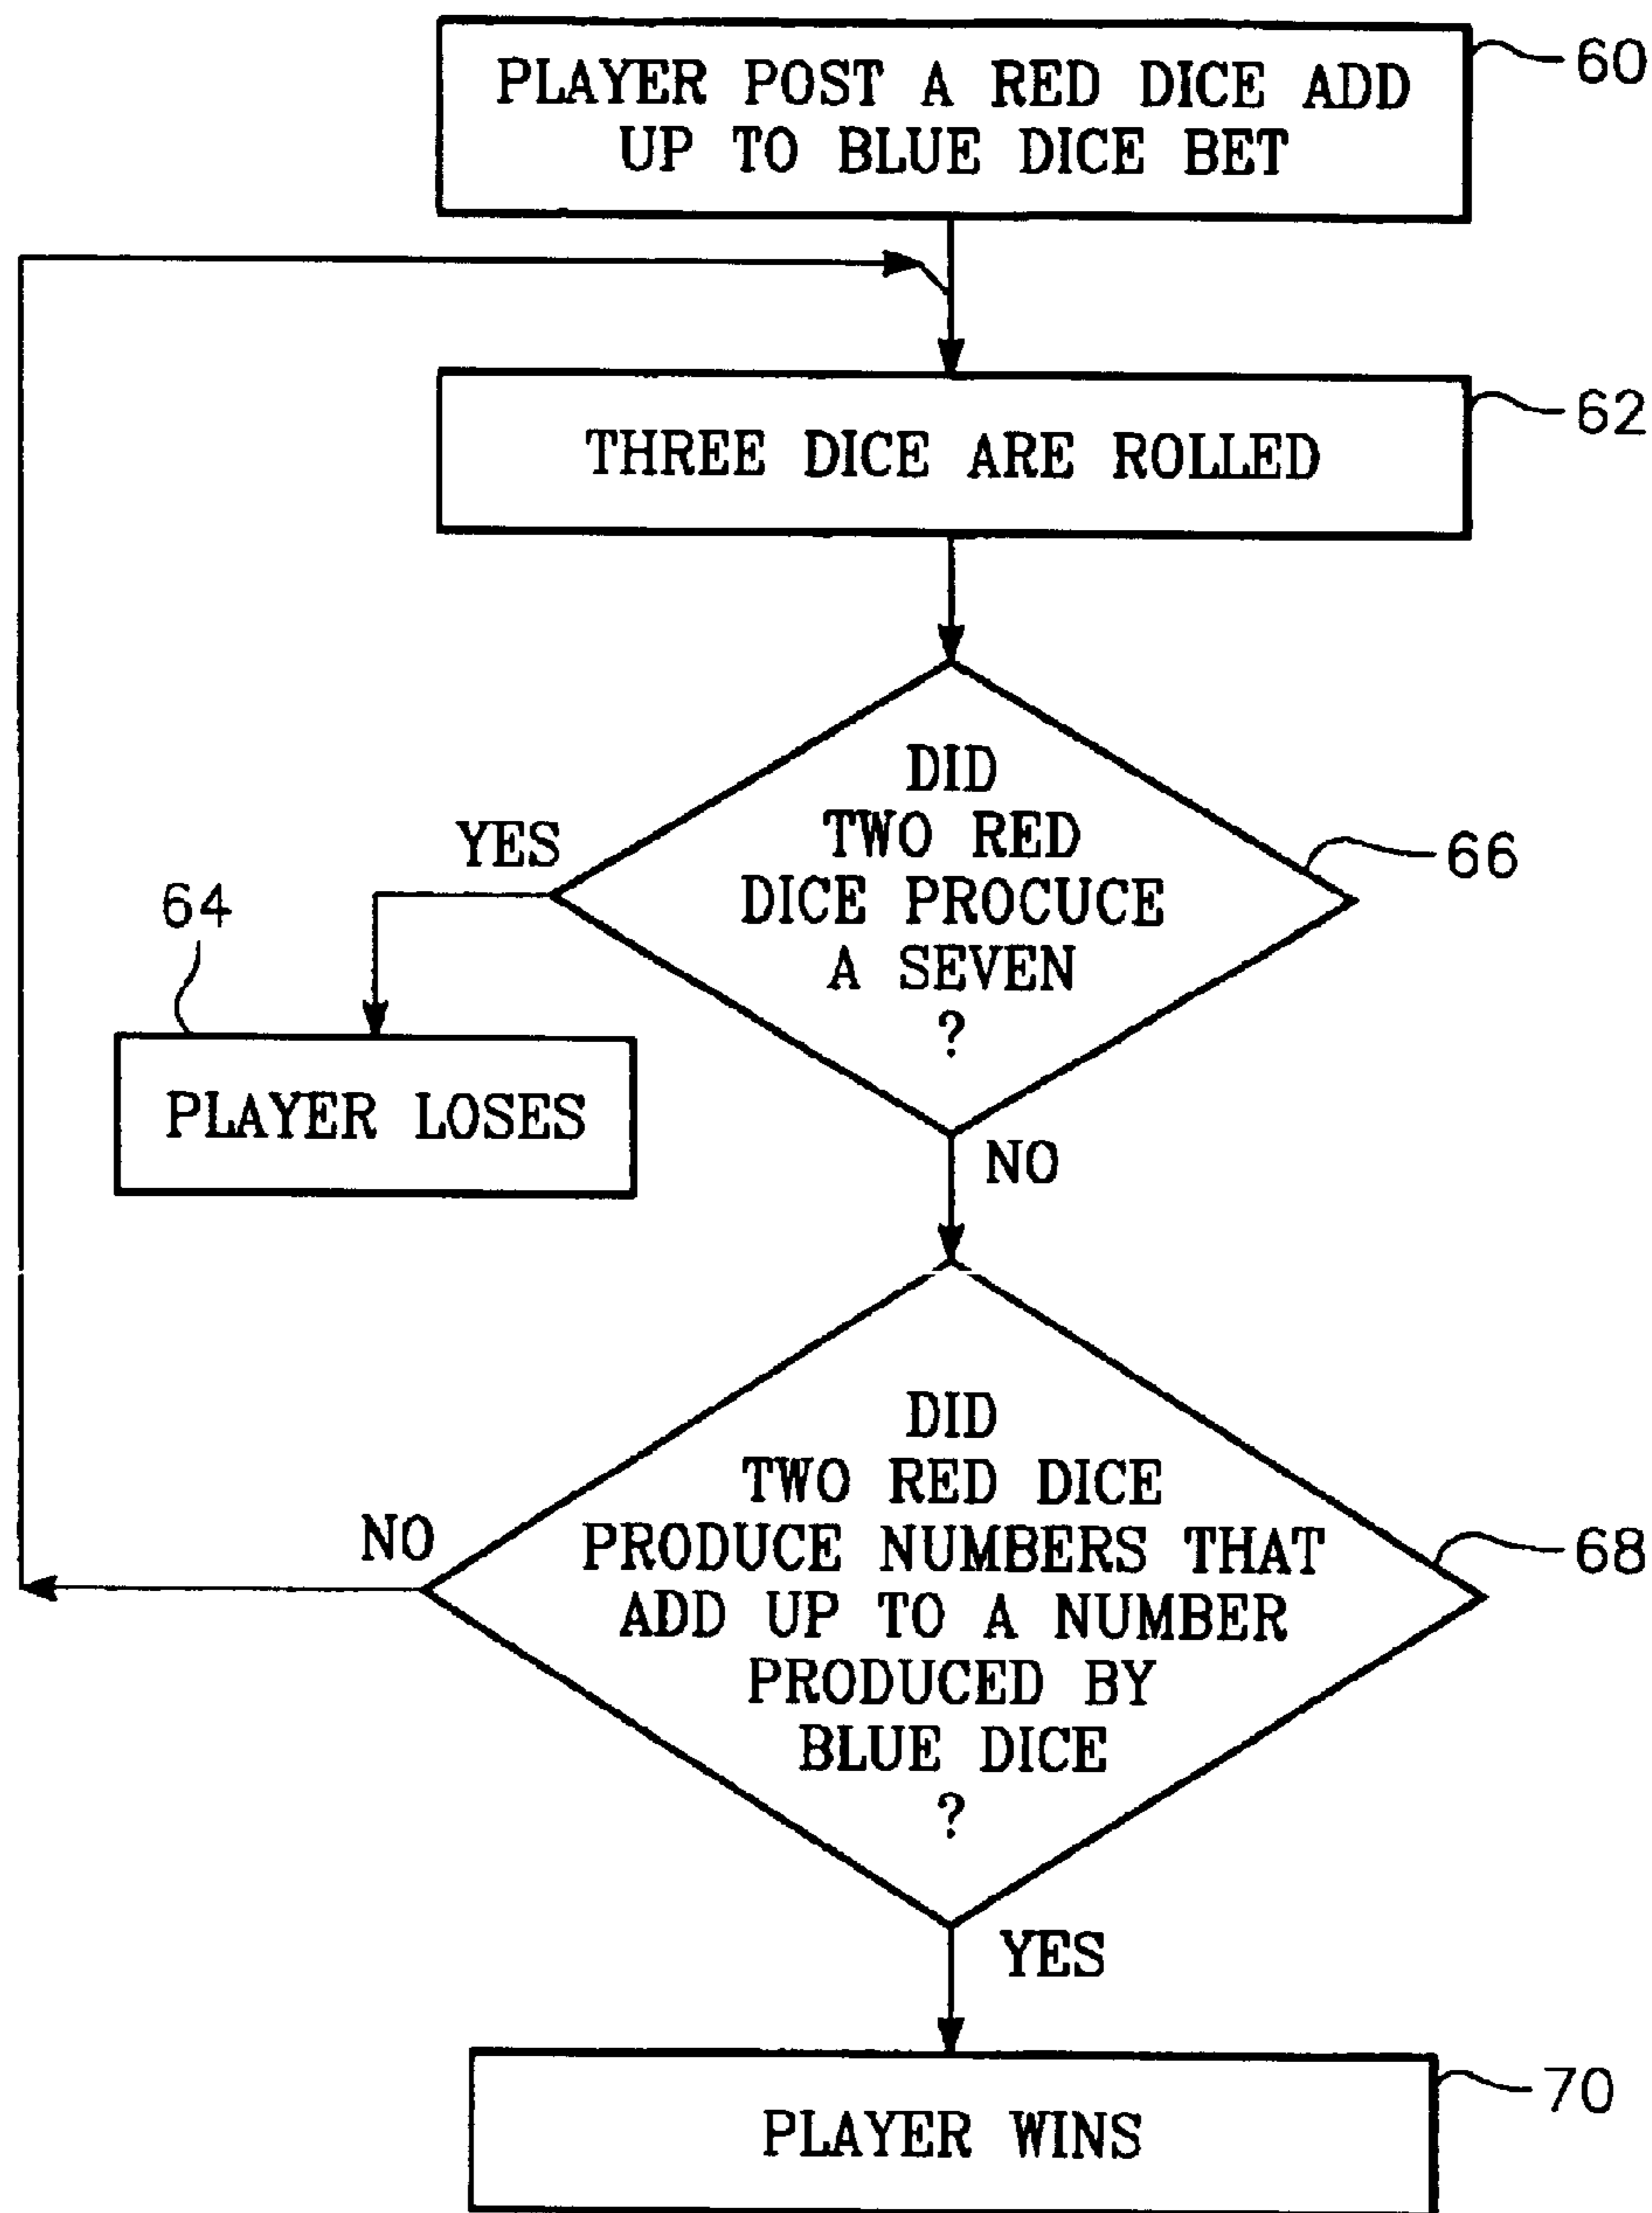 PLAYER POST A RED DICE ADD
UP TO BLUE DICE BET
60
THREE DICE ARE ROLLED
62
DID
TWO RED
DICE PROCUCE
A SEVEN
?
66
YES
64
PLAYER LOSES
NO
DID
TWO RED DICE
PRODUCE NUMBERS THAT
ADD UP TO A NUMBER
PRODUCED BY
BLUE DICE
?
68
NO
YES
PLAYER WINS
70